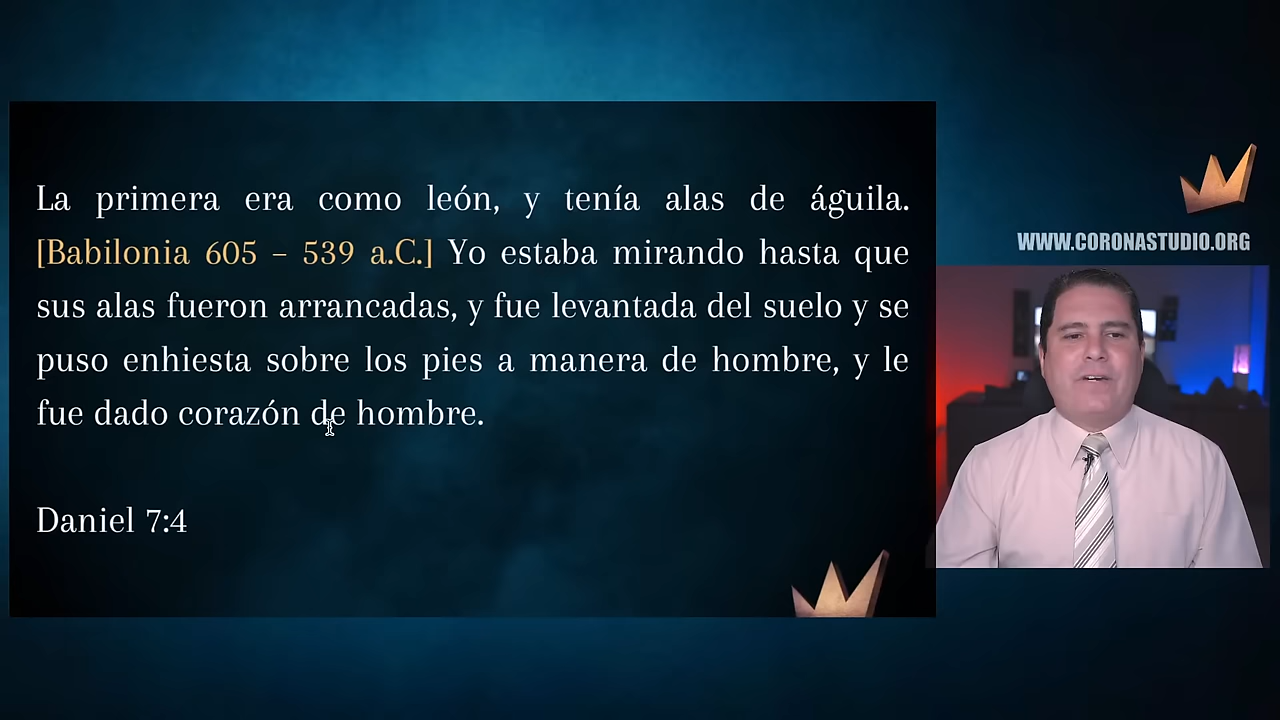 La primera era como león, y tenía alas de águila.
[Babilonia 605 – 539 a.C.] Yo estaba mirando hasta que
sus alas fueron arrancadas, y fue levantada del suelo y se
puso enhiesta sobre los pies a manera de hombre, y le
fue dado corazón de hombre.
Daniel 7:4
WWW.CORONASTUDIO.ORG